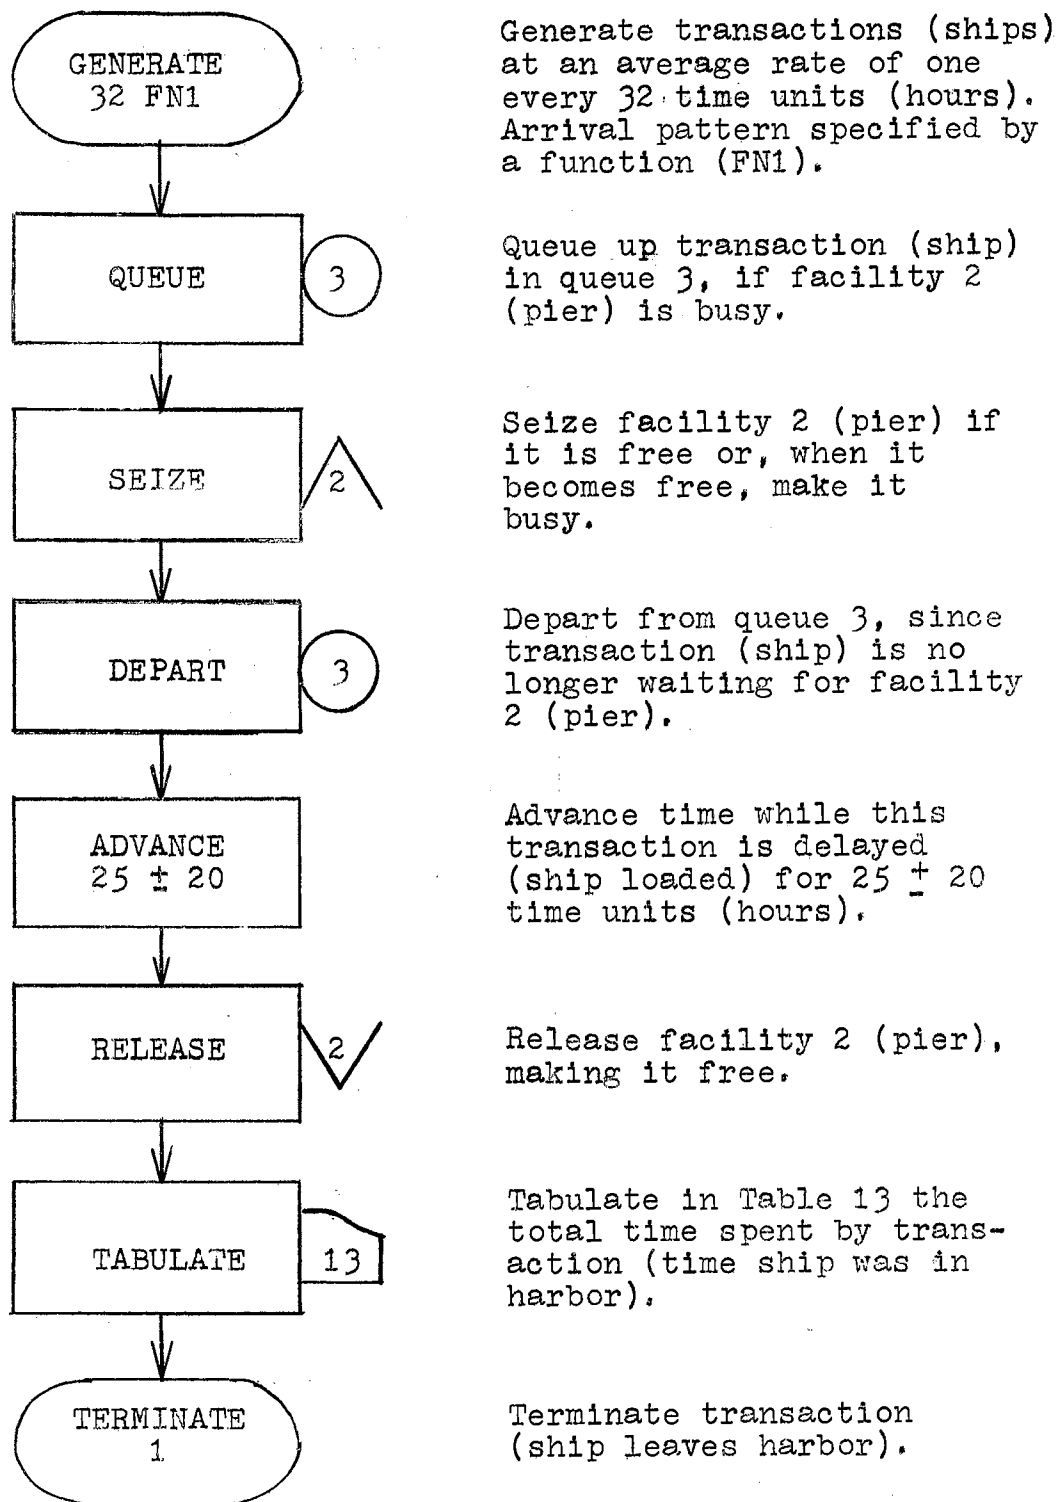 GENERATE
32 FN1
Generate transactions (ships)
at an average rate of one
every 32 time units (hours).
Arrival pattern specified by
a function (FN1).
QUEUE
3
Queue up transaction (ship)
in queue 3, if facility 2
(pier) is busy.
SEIZE
2
Seize facility 2 (pier) if
it is free or, when it
becomes free, make it
busy.
DEPART
3
Depart from queue 3, since
transaction (ship) is no
longer waiting for facility
2 (pier).
ADVANCE
25 ± 20
Advance time while this
transaction is delayed
(ship loaded) for 25 ± 20
time units (hours).
RELEASE
2
Release facility 2 (pier),
making it free.
TABULATE
13
Tabulate in Table 13 the
total time spent by trans-
action (time ship was in
harbor).
TERMINATE
1
Terminate transaction
(ship leaves harbor).